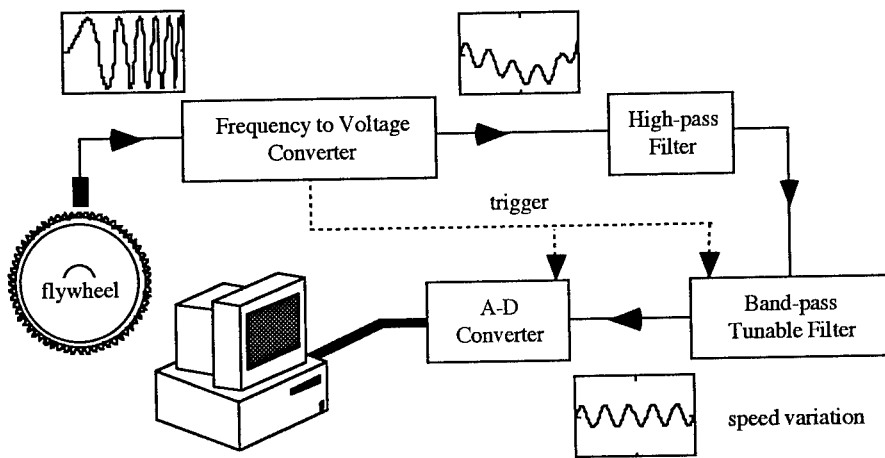 Frequency to Voltage
Converter
High-pass
Filter
trigger
flywheel
A-D
Converter
Band-pass
Tunable Filter
speed variation